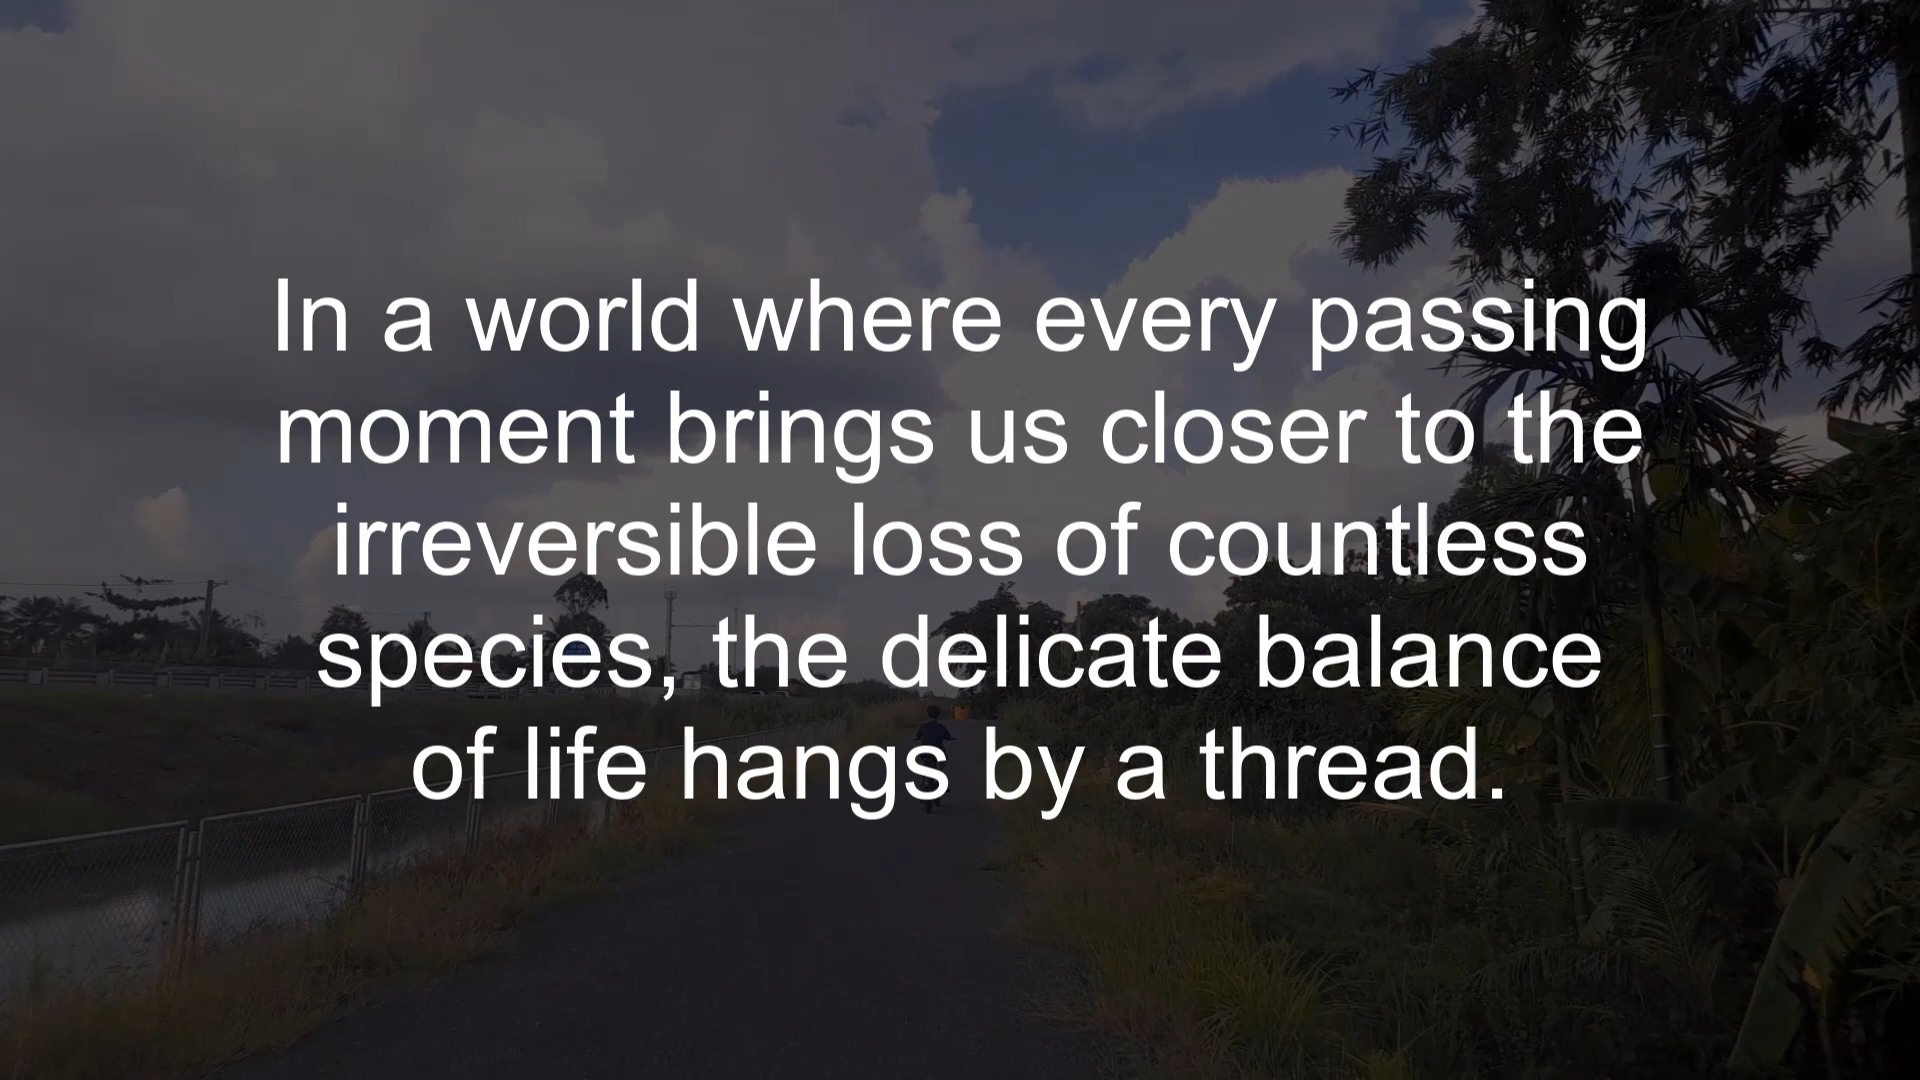 In a world where every passing
moment brings us closer to the
irreversible loss of countless
species, the delicate balance
of life hangs by a thread.